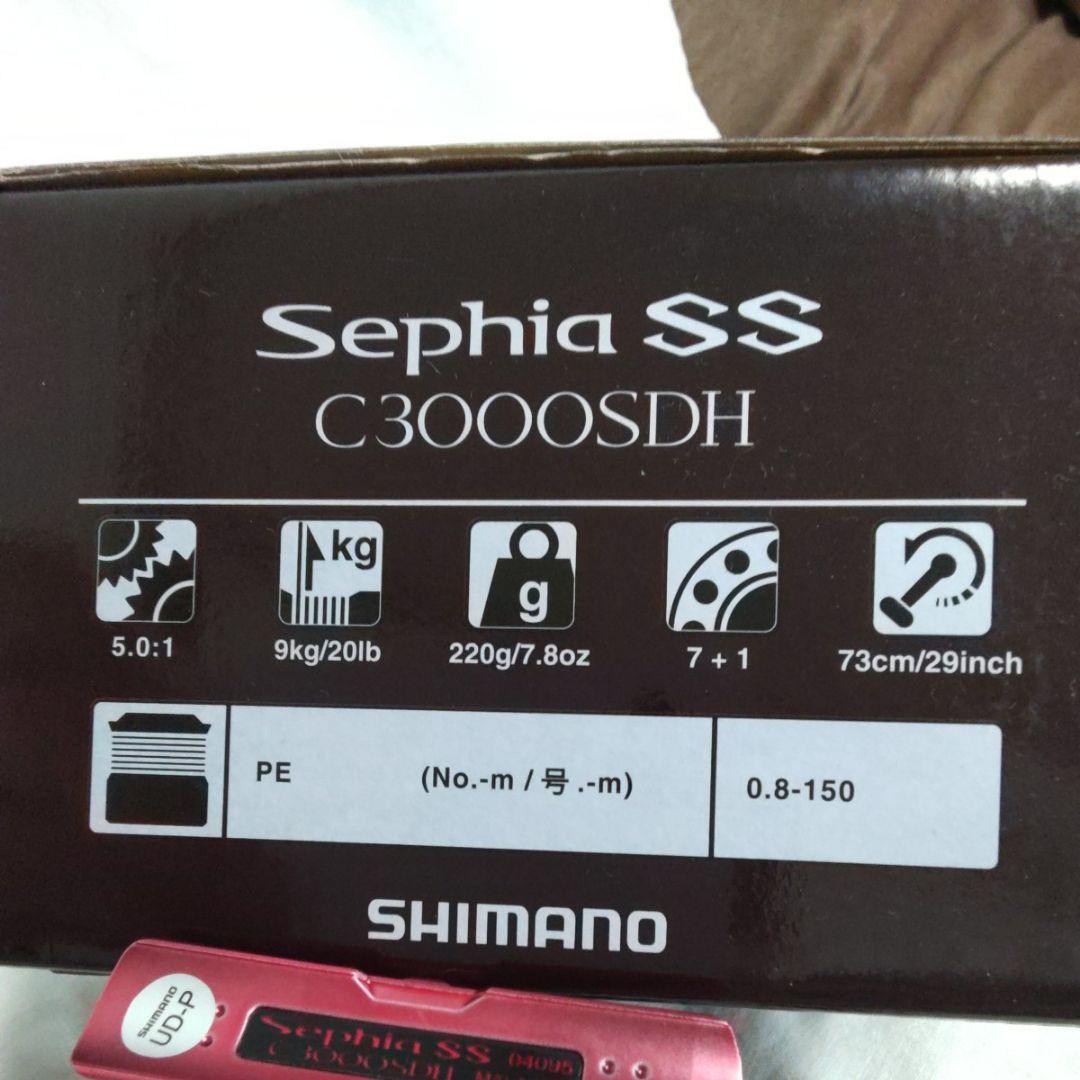 Sephia SS
C3000SDH
kg
g
5.0:1 9kg/20lb 220g/7.8oz 7 + 1 73cm/29inch
PE (No.-m / 号 .-m) 0.8-150
SHIMANO
SHIMANO
UD-P
Sephia SS 04095
C3000SDH